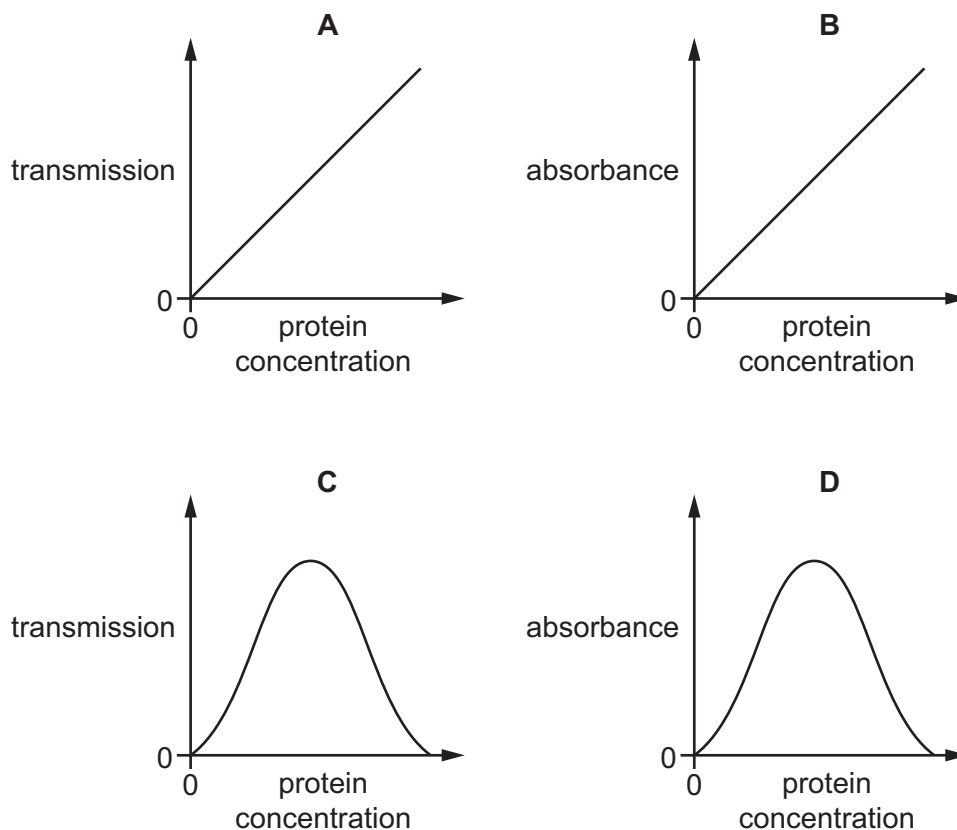 A
transmission
0
0
protein
concentration
B
absorbance
0
0
protein
concentration
C
transmission
0
0
protein
concentration
D
absorbance
0
0
protein
concentration